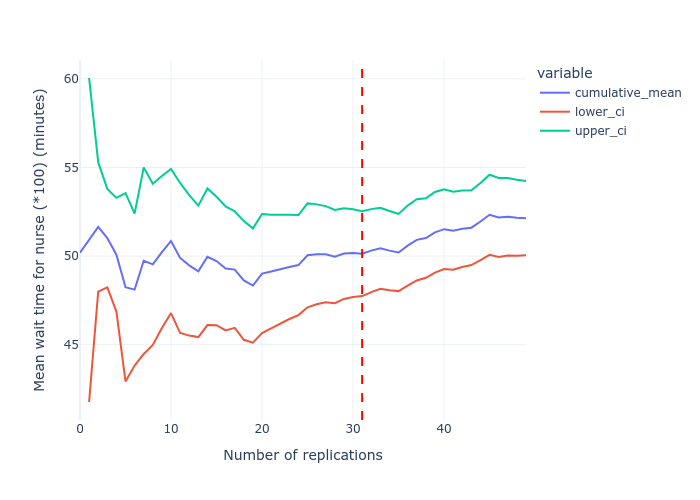 variable
cumulative_mean
lower_ci
upper_ci
60
55
50
45
Mean wait time for nurse (*100) (minutes)
0
10
20
30
40
Number of replications